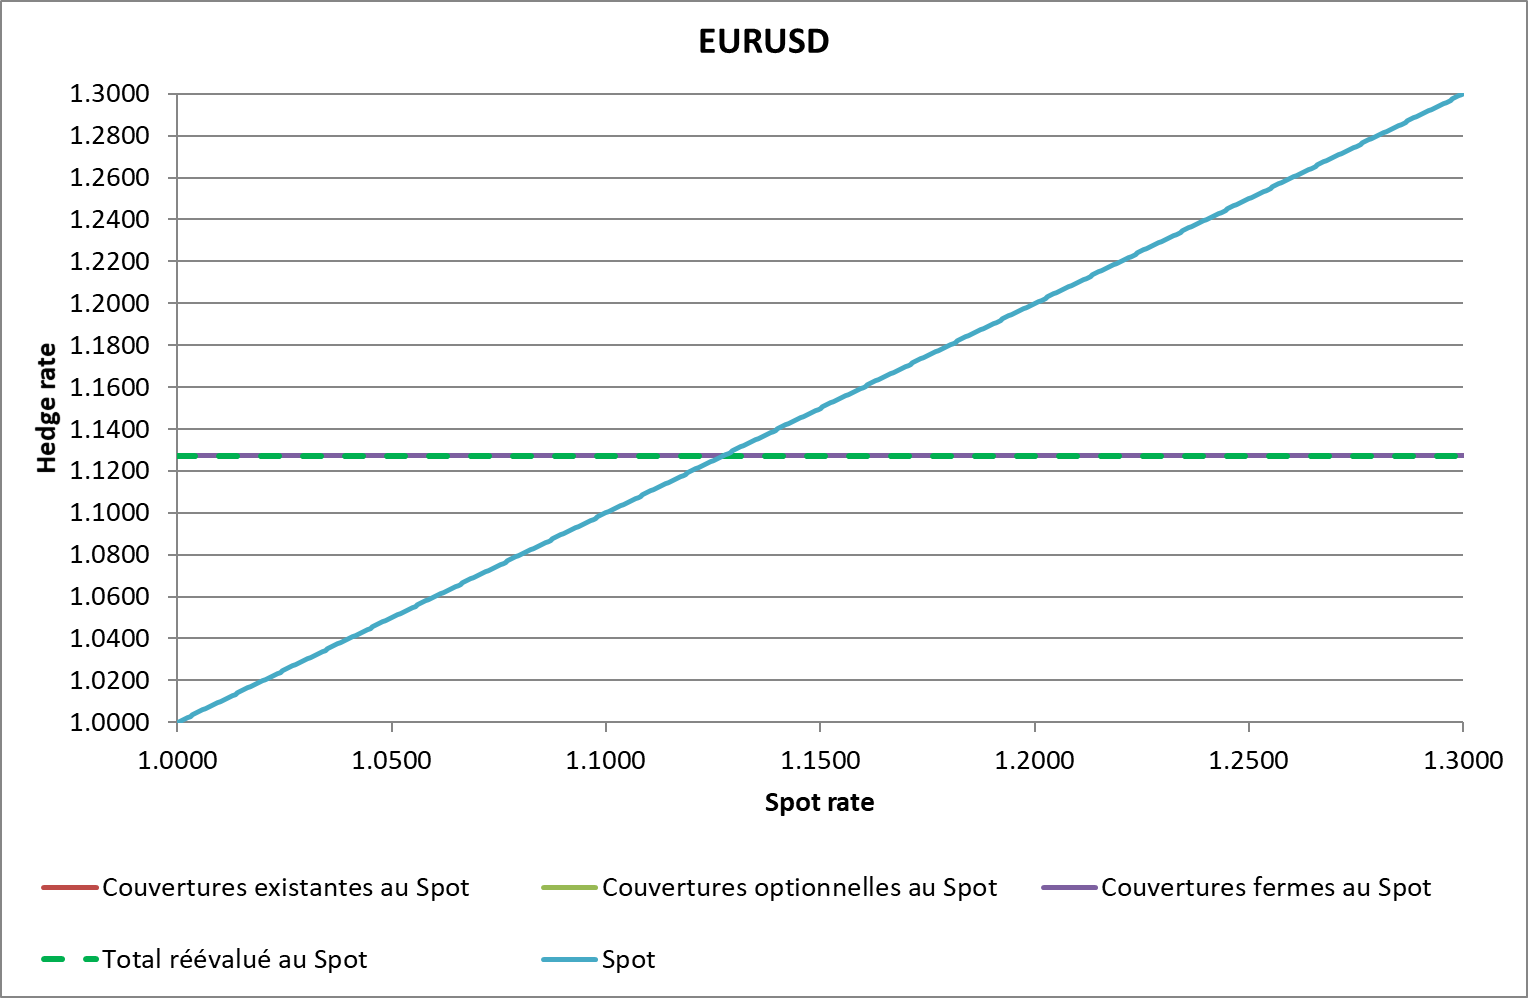 EURUSD
1.3000
1.2800
1.2600
1.2400
1.2200
1.2000
1.1800
1.1600
1.1400
1.1200
1.1000
1.0800
1.0600
1.0400
1.0200
1.0000
Hedge rate
1.0000 1.0500 1.1000 1.1500 1.2000 1.2500 1.3000
Spot rate
Couvertures existantes au Spot Couvertures optionnelles au Spot Couvertures fermes au Spot
Total réévalué au Spot Spot